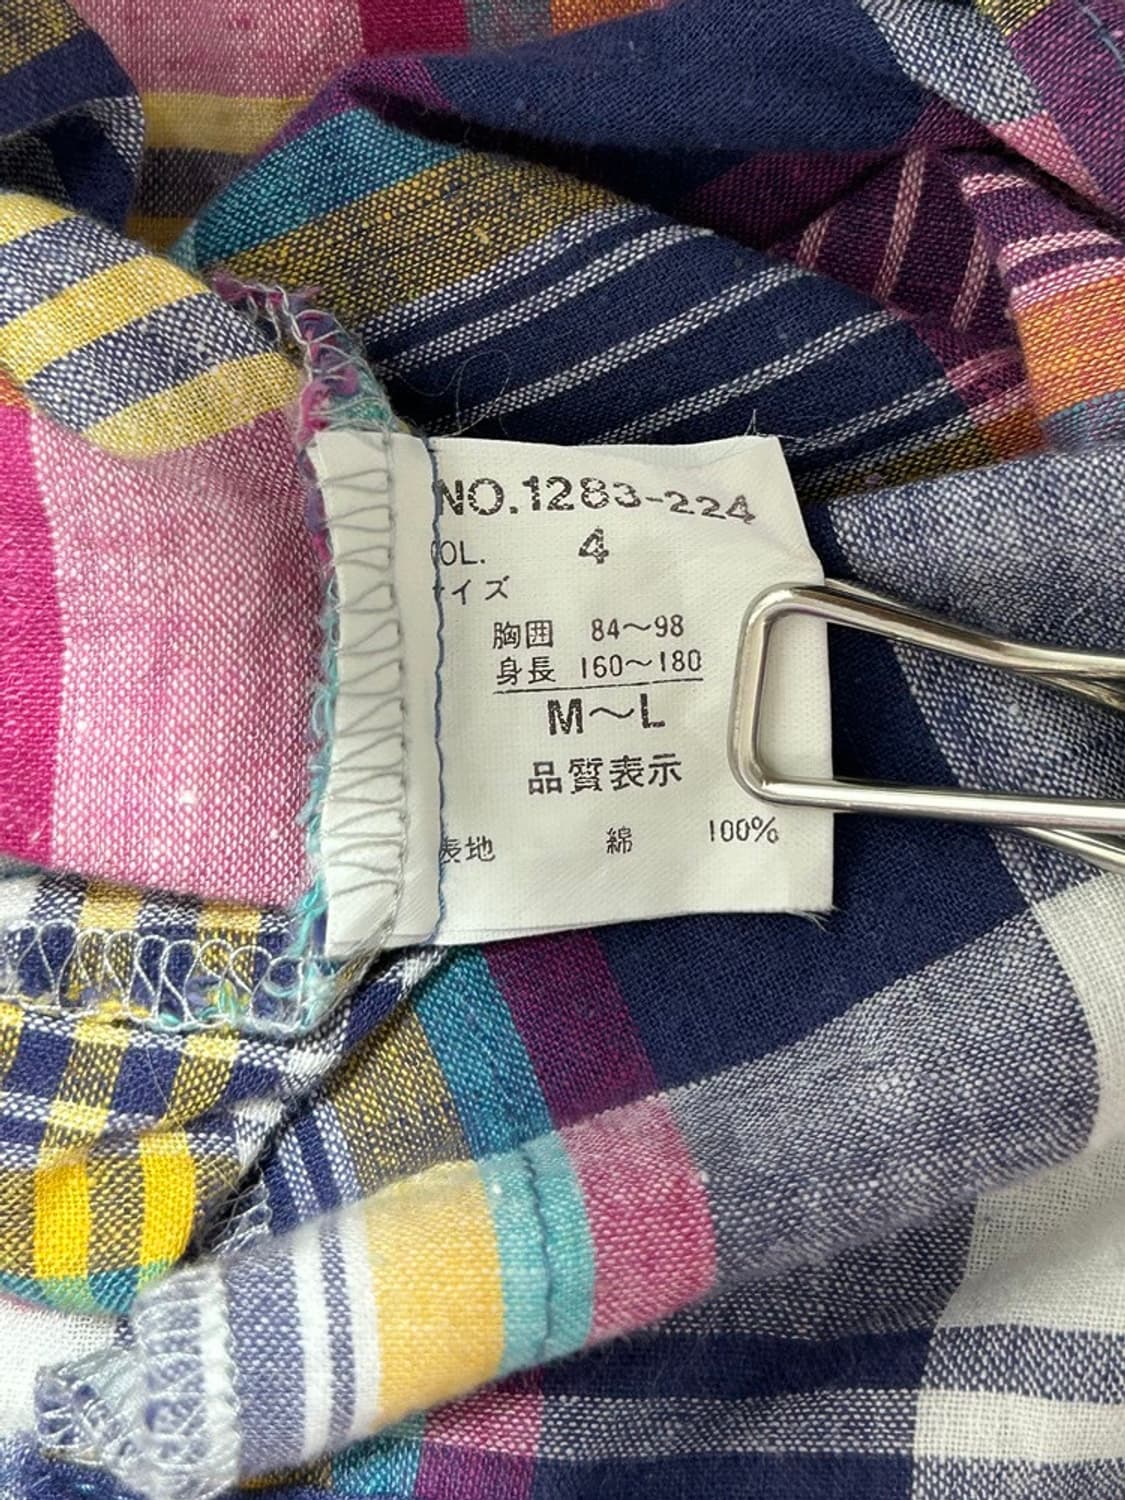 NO.1283-224
OL. 4
イズ
胸囲 84〜98
身長 160〜180
M〜L
品質表示
表地 綿 100%